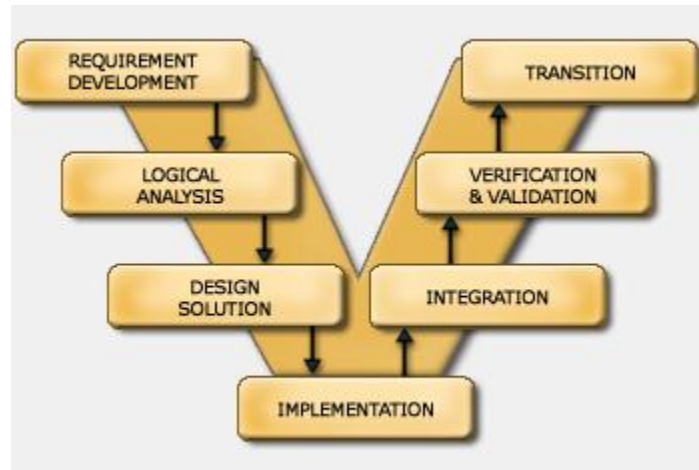 REQUIREMENT
DEVELOPMENT
LOGICAL
ANALYSIS
DESIGN
SOLUTION
IMPLEMENTATION
INTEGRATION
VERIFICATION
& VALIDATION
TRANSITION